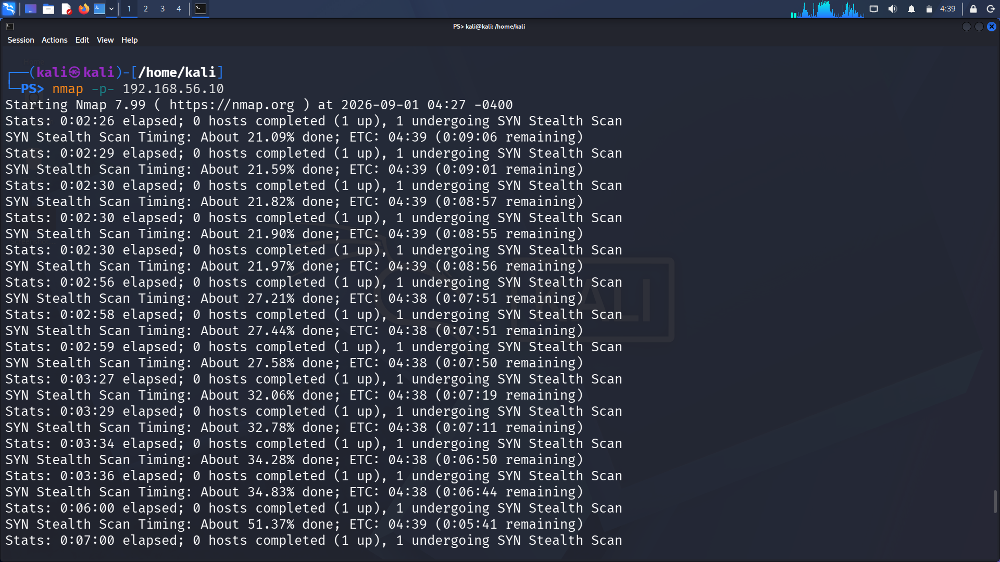 1 2 3 4
4:39
PS> kali@kali: /home/kali
Session Actions Edit View Help
Home
┌──(kali㉿kali)-[/home/kali]
└─PS> nmap -p- 192.168.56.10
Starting Nmap 7.99 ( https://nmap.org ) at 2026-09-01 04:27 -0400
Stats: 0:02:26 elapsed; 0 hosts completed (1 up), 1 undergoing SYN Stealth Scan
SYN Stealth Scan Timing: About 21.09% done; ETC: 04:39 (0:09:06 remaining)
Stats: 0:02:29 elapsed; 0 hosts completed (1 up), 1 undergoing SYN Stealth Scan
SYN Stealth Scan Timing: About 21.59% done; ETC: 04:39 (0:09:01 remaining)
Stats: 0:02:30 elapsed; 0 hosts completed (1 up), 1 undergoing SYN Stealth Scan
SYN Stealth Scan Timing: About 21.82% done; ETC: 04:39 (0:08:57 remaining)
Stats: 0:02:30 elapsed; 0 hosts completed (1 up), 1 undergoing SYN Stealth Scan
SYN Stealth Scan Timing: About 21.90% done; ETC: 04:39 (0:08:55 remaining)
Stats: 0:02:30 elapsed; 0 hosts completed (1 up), 1 undergoing SYN Stealth Scan
SYN Stealth Scan Timing: About 21.97% done; ETC: 04:39 (0:08:56 remaining)
Stats: 0:02:56 elapsed; 0 hosts completed (1 up), 1 undergoing SYN Stealth Scan
SYN Stealth Scan Timing: About 27.21% done; ETC: 04:38 (0:07:51 remaining)
Stats: 0:02:58 elapsed; 0 hosts completed (1 up), 1 undergoing SYN Stealth Scan
SYN Stealth Scan Timing: About 27.44% done; ETC: 04:38 (0:07:51 remaining)
Stats: 0:02:59 elapsed; 0 hosts completed (1 up), 1 undergoing SYN Stealth Scan
SYN Stealth Scan Timing: About 27.58% done; ETC: 04:38 (0:07:50 remaining)
Stats: 0:03:27 elapsed; 0 hosts completed (1 up), 1 undergoing SYN Stealth Scan
SYN Stealth Scan Timing: About 32.06% done; ETC: 04:38 (0:07:19 remaining)
Stats: 0:03:29 elapsed; 0 hosts completed (1 up), 1 undergoing SYN Stealth Scan
SYN Stealth Scan Timing: About 32.78% done; ETC: 04:38 (0:07:11 remaining)
Stats: 0:03:34 elapsed; 0 hosts completed (1 up), 1 undergoing SYN Stealth Scan
SYN Stealth Scan Timing: About 34.28% done; ETC: 04:38 (0:06:50 remaining)
Stats: 0:03:36 elapsed; 0 hosts completed (1 up), 1 undergoing SYN Stealth Scan
SYN Stealth Scan Timing: About 34.83% done; ETC: 04:38 (0:06:44 remaining)
Stats: 0:06:00 elapsed; 0 hosts completed (1 up), 1 undergoing SYN Stealth Scan
SYN Stealth Scan Timing: About 51.37% done; ETC: 04:39 (0:05:41 remaining)
Stats: 0:07:00 elapsed; 0 hosts completed (1 up), 1 undergoing SYN Stealth Scan
KALI